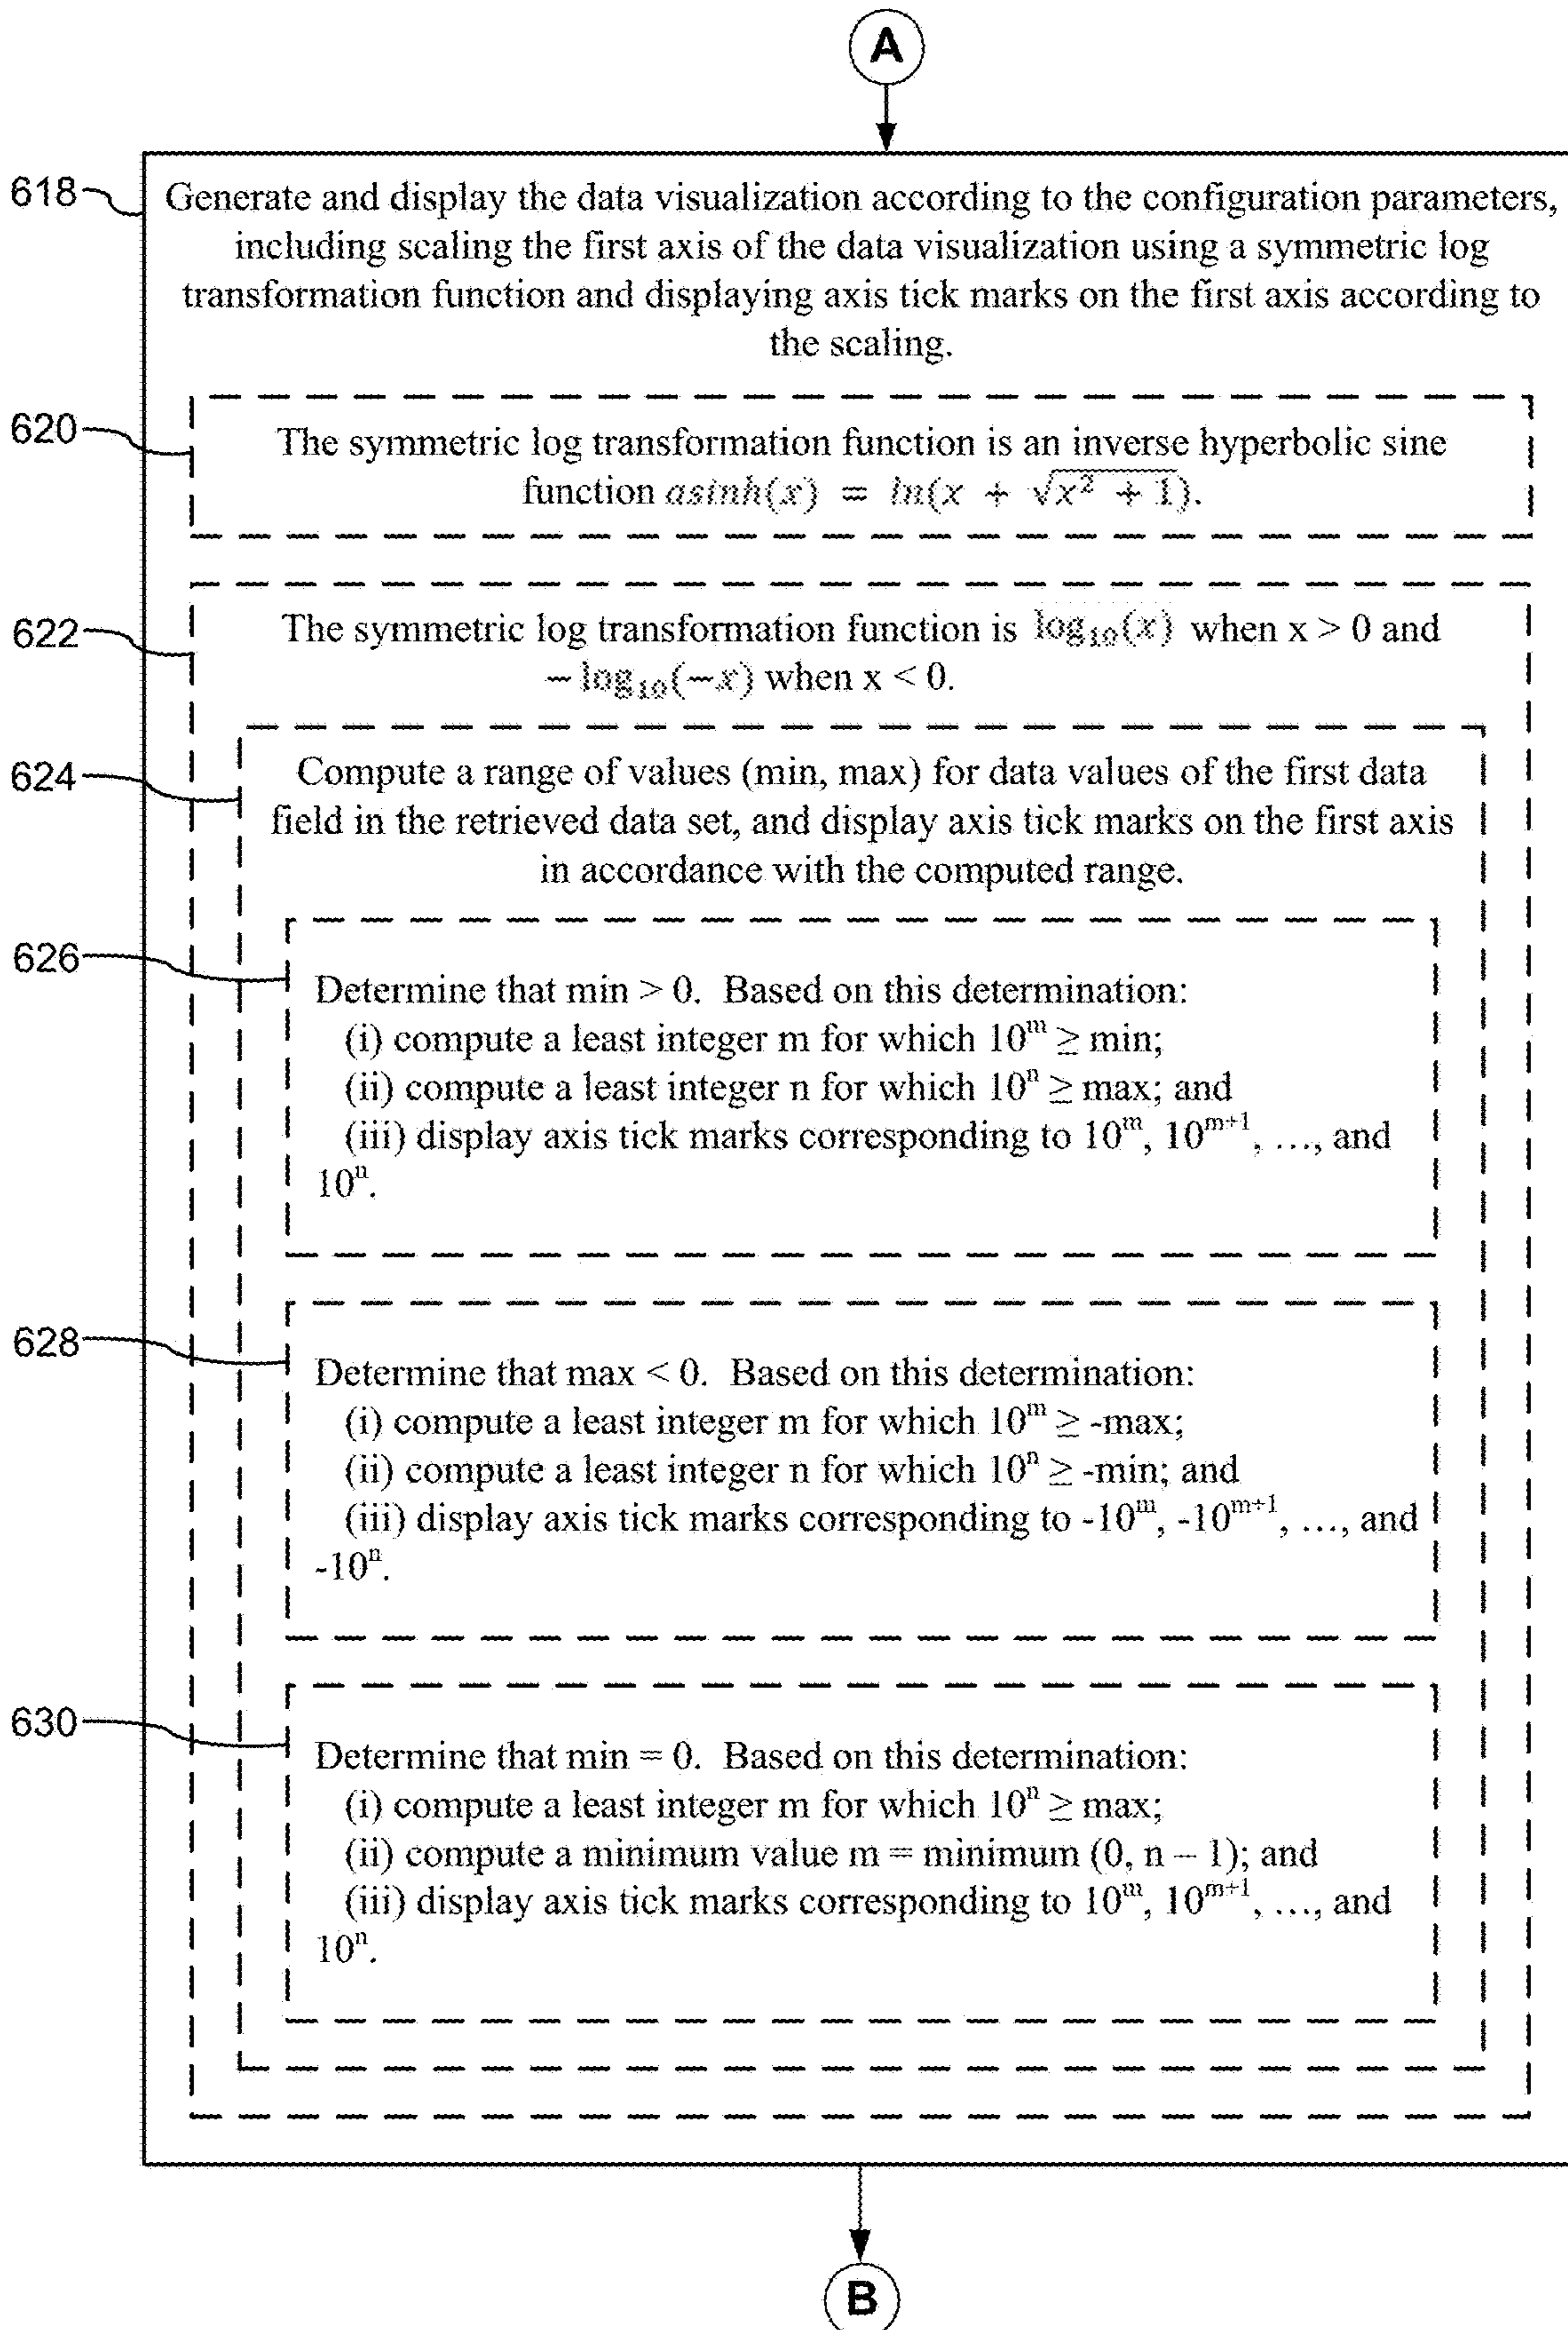 A
618
Generate and display the data visualization according to the configuration parameters,
including scaling the first axis of the data visualization using a symmetric log
transformation function and displaying axis tick marks on the first axis according to
the scaling.
620
The symmetric log transformation function is an inverse hyperbolic sine
function asinh(x) = ln(x + √x² + 1).
622
The symmetric log transformation function is log₁₀(x) when x > 0 and
− log₁₀(−x) when x < 0.
624
Compute a range of values (min, max) for data values of the first data
field in the retrieved data set, and display axis tick marks on the first axis
in accordance with the computed range.
626
Determine that min > 0. Based on this determination:
(i) compute a least integer m for which 10ᵐ ≥ min;
(ii) compute a least integer n for which 10ⁿ ≥ max; and
(iii) display axis tick marks corresponding to 10ᵐ, 10ᵐ⁺¹, ..., and
10ⁿ.
628
Determine that max < 0. Based on this determination:
(i) compute a least integer m for which 10ᵐ ≥ -max;
(ii) compute a least integer n for which 10ⁿ ≥ -min; and
(iii) display axis tick marks corresponding to -10ᵐ, -10ᵐ⁺¹, ..., and
-10ⁿ.
630
Determine that min = 0. Based on this determination:
(i) compute a least integer m for which 10ⁿ ≥ max;
(ii) compute a minimum value m = minimum (0, n – 1); and
(iii) display axis tick marks corresponding to 10ᵐ, 10ᵐ⁺¹, ..., and
10ⁿ.
B